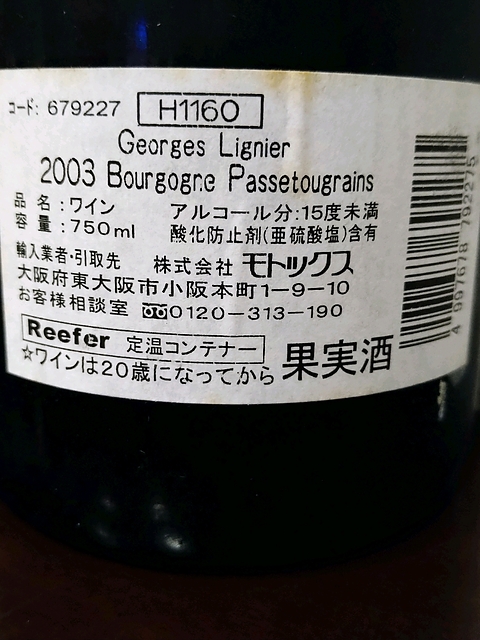 コード: 679227 H1160
Georges Lignier
2003 Bourgogne Passetougrains
品 名:ワイン アルコール分:15度未満
容 量:750ml 酸化防止剤(亜硫酸塩)含有
輸入業者・引取先 株式会社 モトックス
大阪府東大阪市小阪本町1-9-10
お客様相談室 0120-313-190
Reefer 定温コンテナー
☆ワインは20歳になってから 果実酒
4 997678 792275